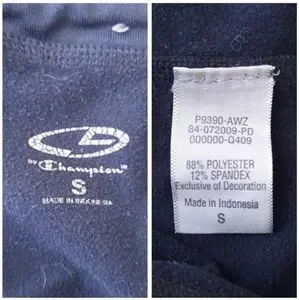 C9
by Champion
S
MADE IN INDONESIA
P9390-AWZ
84-072009-PD
000000-Q409
88% POLYESTER
12% SPANDEX
Exclusive of Decoration
Made in Indonesia
S